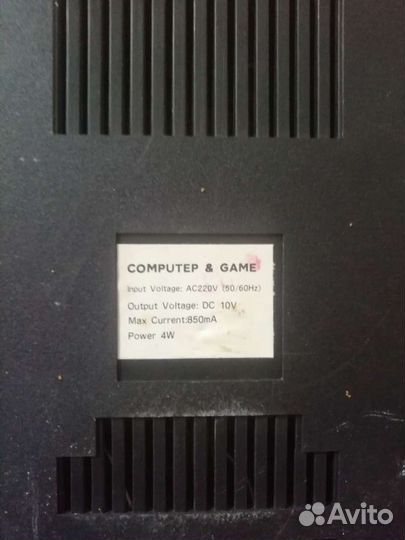 COMPUTEP & GAME
Input Voltage: AC220V (50/60Hz)
Output Voltage: DC 10V
Max Current:850mA
Power 4W
Avito